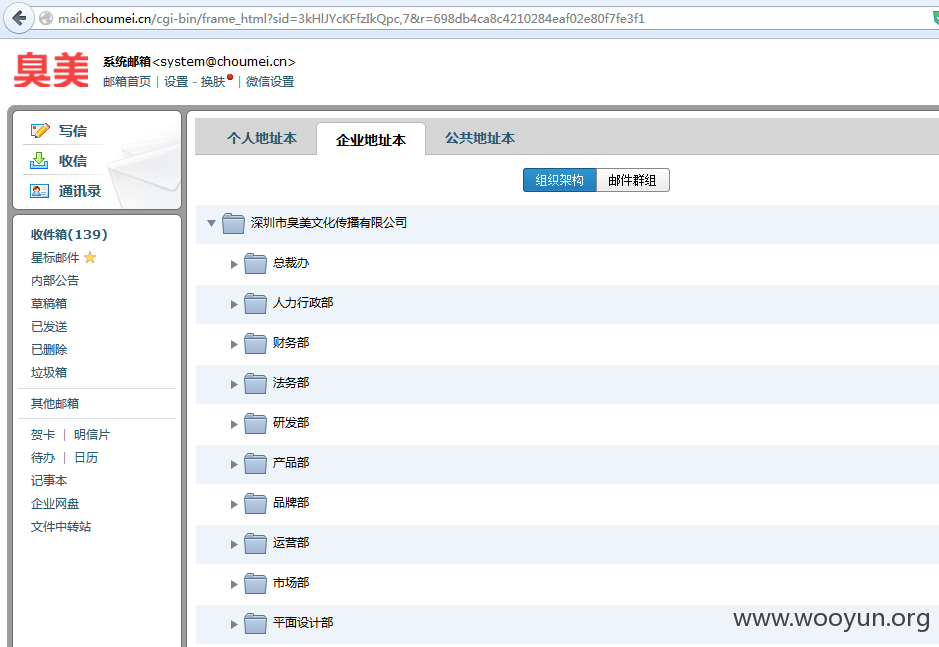 mail.choumei.cn/cgi-bin/frame_html?sid=3kHlJYcKFfzIkQpc,7&r=698db4ca8c4210284eaf02e80f7fe3f1
臭美
系统邮箱<system@choumei.cn>
邮箱首页 | 设置 - 换肤 | 微信设置
写信
收信
通讯录
收件箱(139)
星标邮件
内部公告
草稿箱
已发送
已删除
垃圾箱
其他邮箱
贺卡 | 明信片
待办 | 日历
记事本
企业网盘
文件中转站
个人地址本 企业地址本 公共地址本
组织架构 邮件群组
深圳市臭美文化传播有限公司
总裁办
人力行政部
财务部
法务部
研发部
产品部
品牌部
运营部
市场部
平面设计部
www.wooyun.org